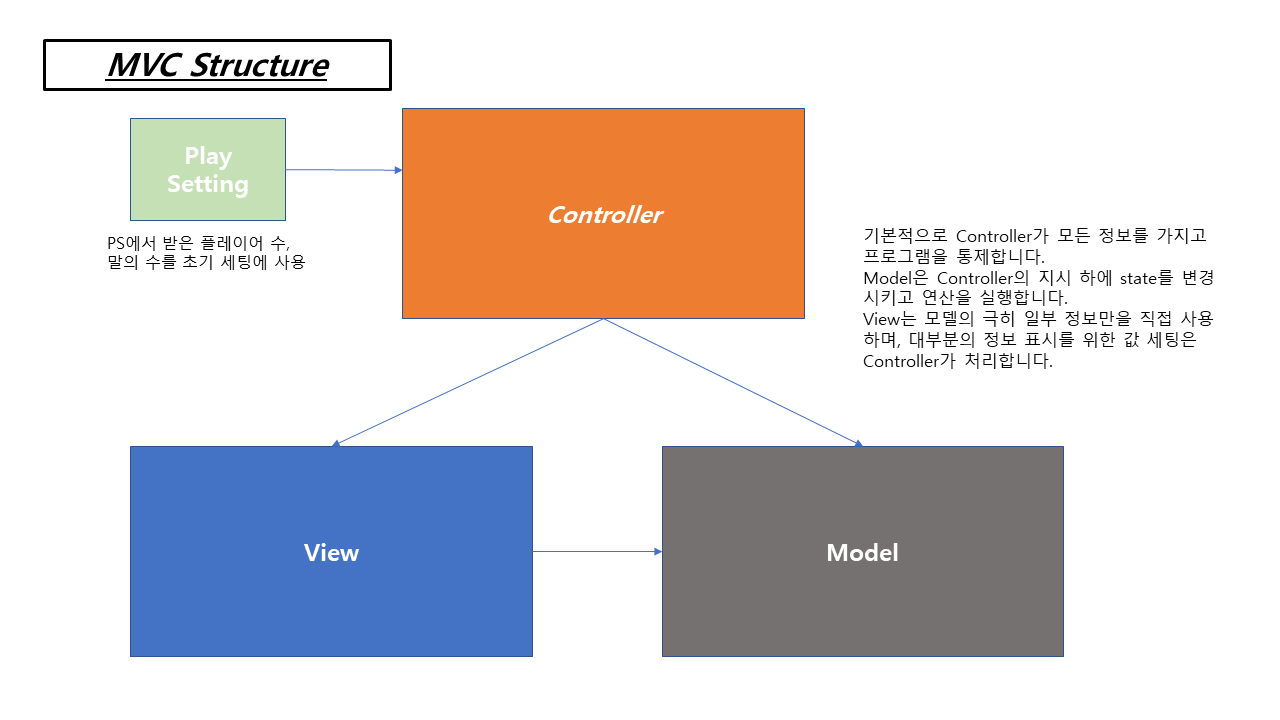 MVC Structure
Play
Setting
PS에서 받은 플레이어 수,
말의 수를 초기 세팅에 사용
Controller
기본적으로 Controller가 모든 정보를 가지고
프로그램을 통제합니다.
Model은 Controller의 지시 하에 state를 변경
시키고 연산을 실행합니다.
View는 모델의 극히 일부 정보만을 직접 사용
하며, 대부분의 정보 표시를 위한 값 세팅은
Controller가 처리합니다.
View
Model